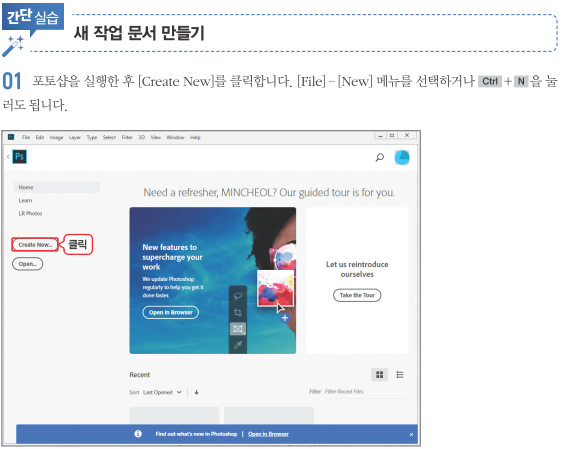 간단 실습
새 작업 문서 만들기
01 포토샵을 실행한 후 [Create New]를 클릭합니다. [File] – [New] 메뉴를 선택하거나 Ctrl + N 을 눌
러도 됩니다.
Ps File Edit Image Layer Type Select Filter 3D View Window Help
Ps
Need a refresher, MINCHEOL? Our guided tour is for you.
Home
Learn
LR Photos
Create New... 클릭
Open...
New features to
supercharge your
work
We update Photoshop
regularly to help you get it
done faster.
Open in Browser
Let us reintroduce
ourselves
Take the Tour
Recent
Sort Last Opened
Filter Filter Recent Files
Find out what's new in Photoshop | Open in Browser